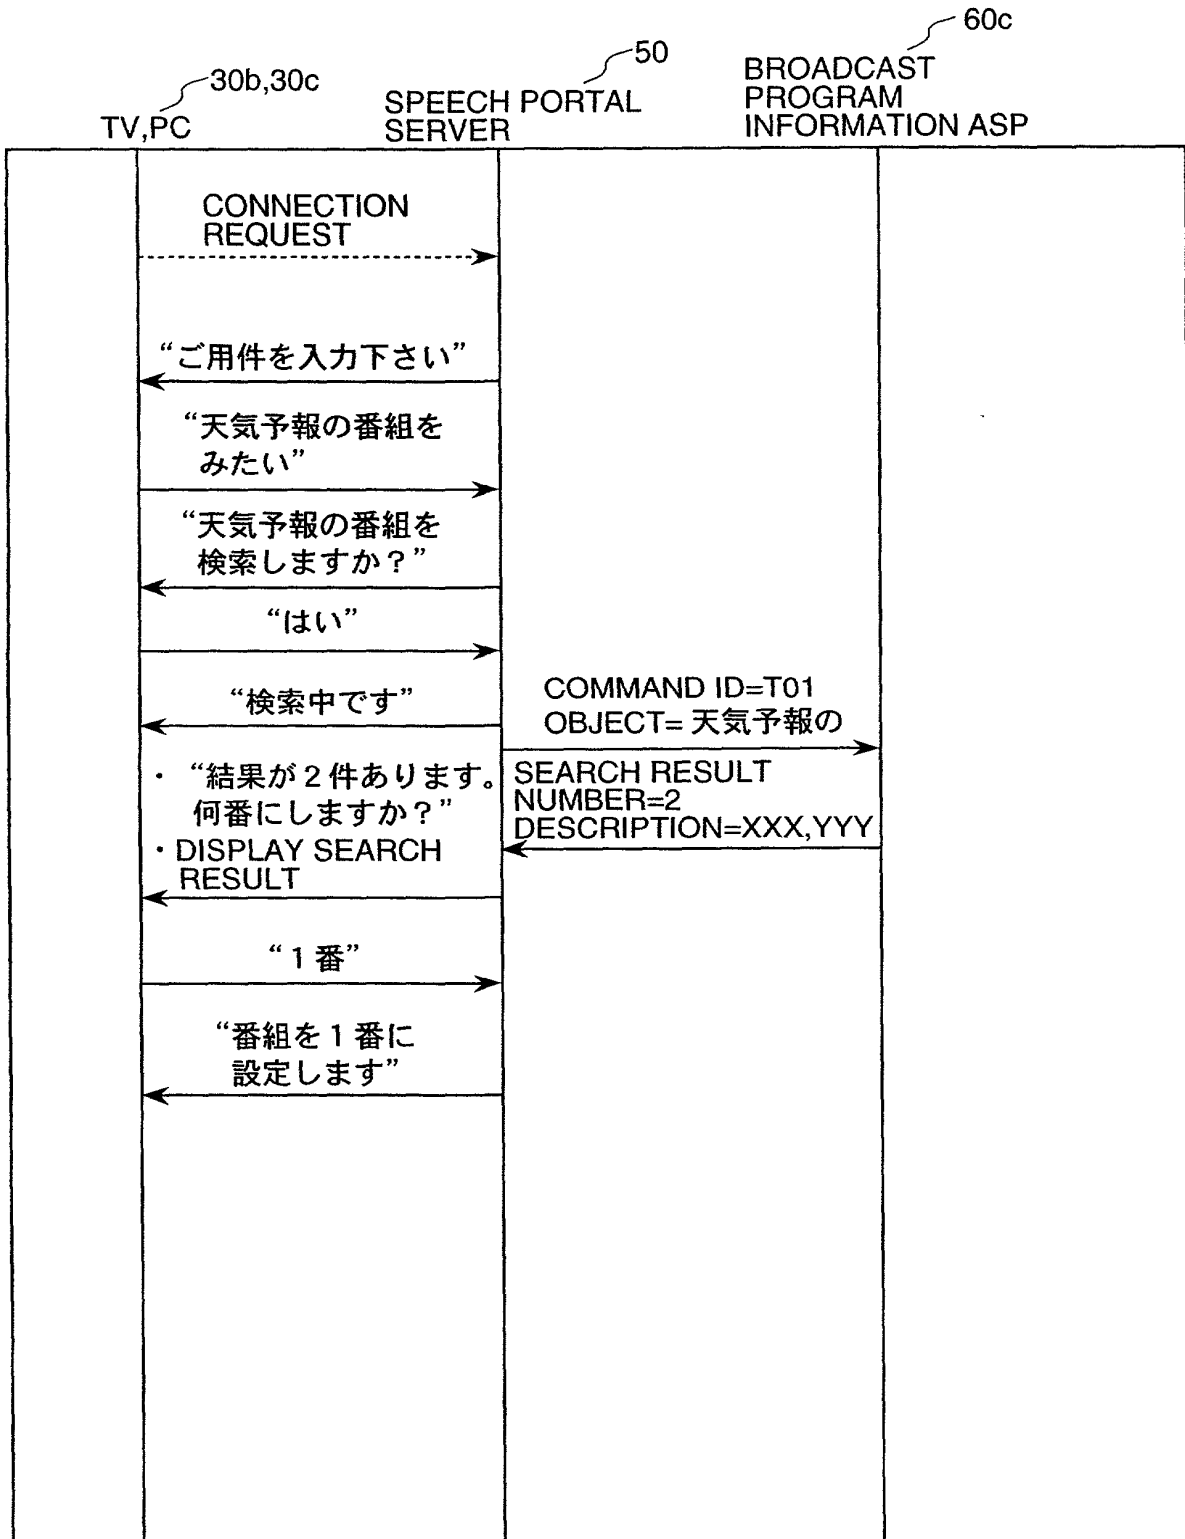 60c
50
30b,30c
BROADCAST
PROGRAM
INFORMATION ASP
SPEECH PORTAL
SERVER
TV,PC
CONNECTION
REQUEST
“ご用件を入力下さい”
“天気予報の番組を
みたい”
“天気予報の番組を
検索しますか？”
“はい”
“検索中です”
COMMAND ID=T01
OBJECT= 天気予報の
・ “結果が２件あります。
何番にしますか？”
・DISPLAY SEARCH
RESULT
SEARCH RESULT
NUMBER=2
DESCRIPTION=XXX,YYY
“１番”
“番組を１番に
設定します”